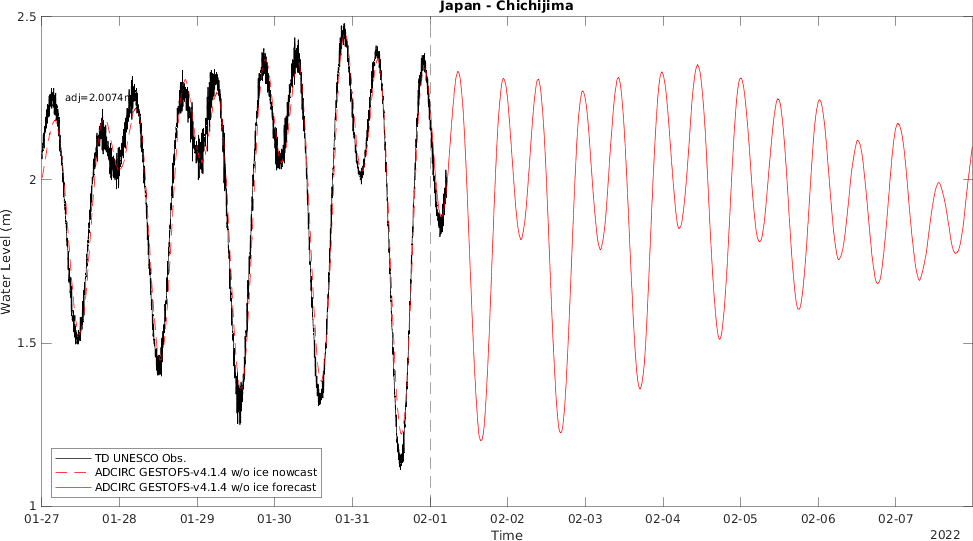 Japan - Chichijima
2.5
2
1.5
1
Water Level (m)
adj=2.0074m
TD UNESCO Obs.
ADCIRC GESTOFS-v4.1.4 w/o ice nowcast
ADCIRC GESTOFS-v4.1.4 w/o ice forecast
01-27 01-28 01-29 01-30 01-31 02-01 02-02 02-03 02-04 02-05 02-06 02-07
Time
2022